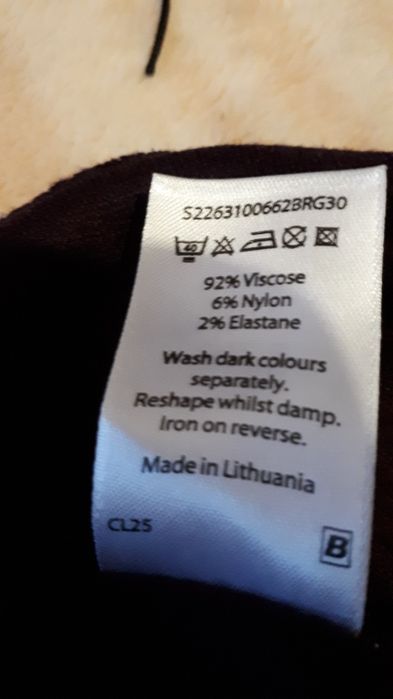 S2263100662BRG30
40
92% Viscose
6% Nylon
2% Elastane
Wash dark colours
separately.
Reshape whilst damp.
Iron on reverse.
Made in Lithuania
CL25
B